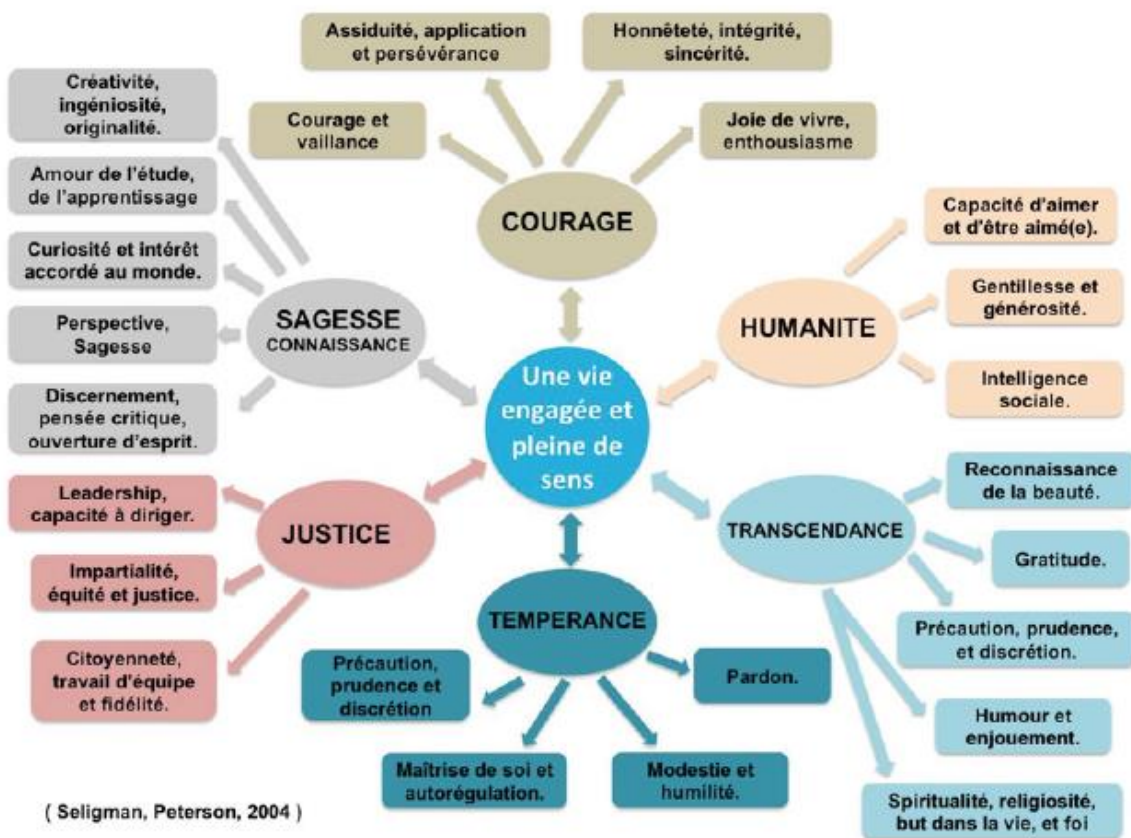 Assiduité, application
et persévérance
Honnêteté, intégrité,
sincérité.
Courage et
vaillance
Joie de vivre,
enthousiasme
COURAGE
Créativité,
ingéniosité,
originalité.
Amour de l'étude,
de l'apprentissage
Curiosité et intérêt
accordé au monde.
Perspective,
Sagesse
Discernement,
pensée critique,
ouverture d'esprit.
SAGESSE
CONNAISSANCE
Capacité d'aimer
et d'être aimé(e).
Gentillesse et
générosité.
Intelligence
sociale.
HUMANITE
Une vie
engagée et
pleine de
sens
Leadership,
capacité à diriger.
Impartialité,
équité et justice.
Citoyenneté,
travail d'équipe
et fidélité.
JUSTICE
TRANSCENDANCE
Reconnaissance
de la beauté.
Gratitude.
Précaution, prudence,
et discrétion.
Humour et
enjouement.
Spiritualité, religiosité,
but dans la vie, et foi
TEMPERANCE
Précaution,
prudence et
discrétion
Pardon.
Maîtrise de soi et
autorégulation.
Modestie et
humilité.
( Seligman, Peterson, 2004 )